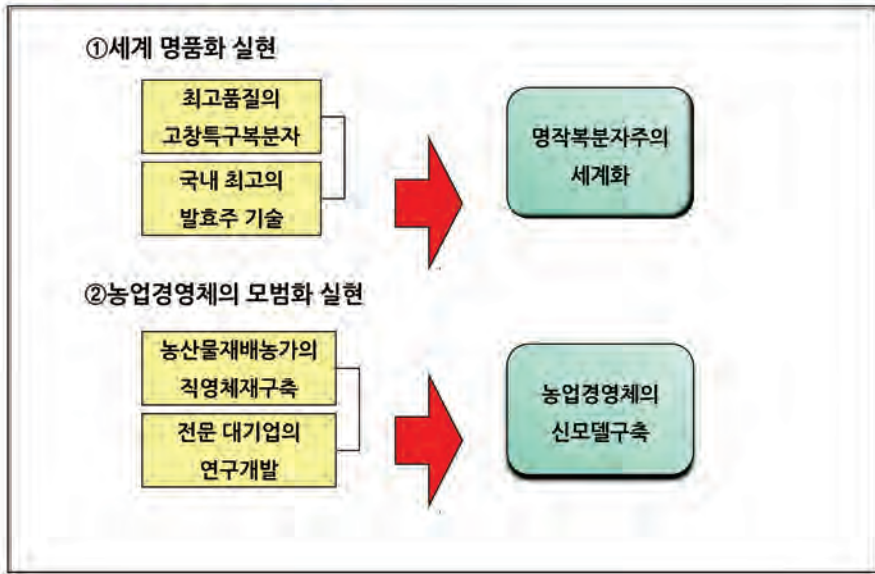 ①세계 명품화 실현
최고품질의
고창특구복분자
국내 최고의
발효주 기술
명작복분자주의
세계화
②농업경영체의 모범화 실현
농산물재배농가의
직영체재구축
전문 대기업의
연구개발
농업경영체의
신모델구축